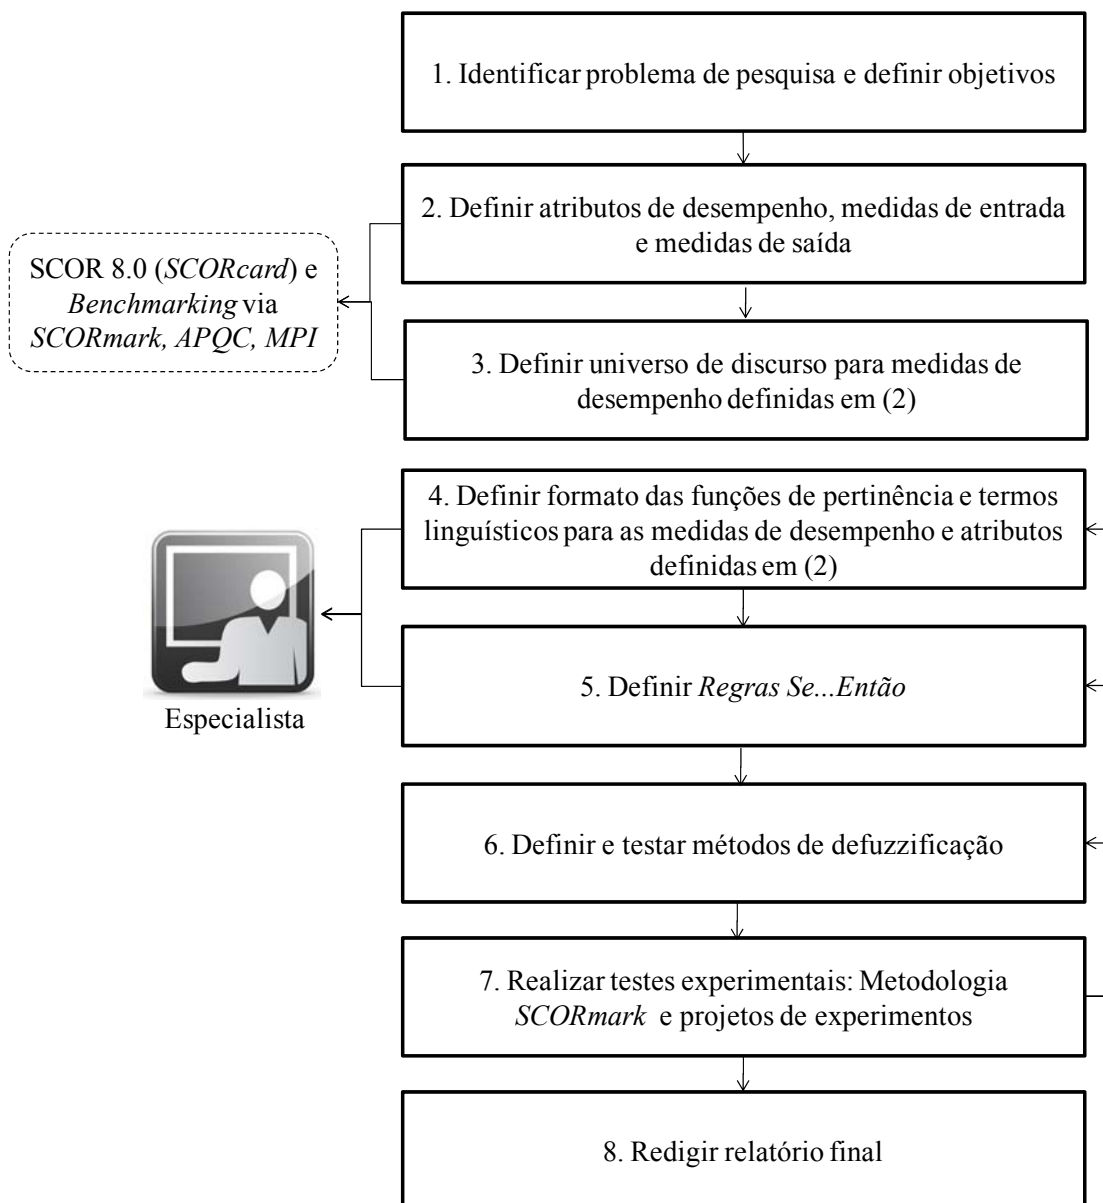 1. Identificar problema de pesquisa e definir objetivos
2. Definir atributos de desempenho, medidas de entrada
e medidas de saída
SCOR 8.0 (SCORcard) e
Benchmarking via
SCORmark, APQC, MPI
3. Definir universo de discurso para medidas de
desempenho definidas em (2)
4. Definir formato das funções de pertinência e termos
linguísticos para as medidas de desempenho e atributos
definidas em (2)
Especialista
5. Definir Regras Se...Então
6. Definir e testar métodos de defuzzificação
7. Realizar testes experimentais: Metodologia
SCORmark e projetos de experimentos
8. Redigir relatório final